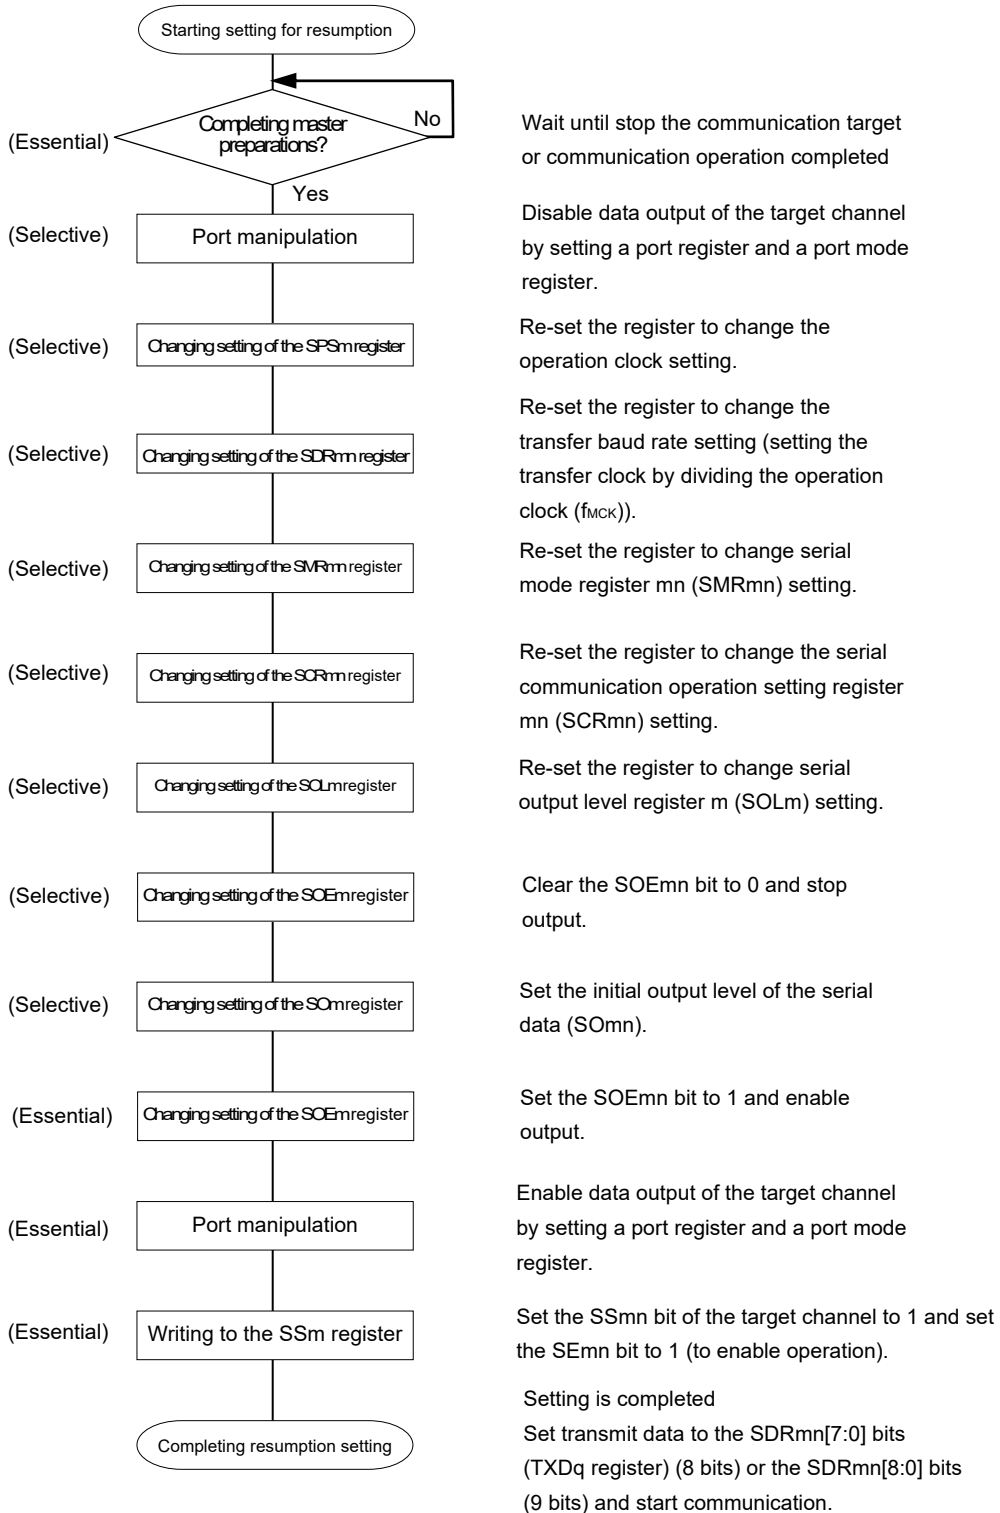 Starting setting for resumption
(Essential)
Completing master
preparations?
No
Yes
Wait until stop the communication target
or communication operation completed
(Selective)
Port manipulation
Disable data output of the target channel
by setting a port register and a port mode
register.
(Selective)
Changing setting of the SPSm register
Re-set the register to change the
operation clock setting.
(Selective)
Changing setting of the SDRmn register
Re-set the register to change the
transfer baud rate setting (setting the
transfer clock by dividing the operation
clock (fMCK)).
(Selective)
Changing setting of the SMRmn register
Re-set the register to change serial
mode register mn (SMRmn) setting.
(Selective)
Changing setting of the SCRmn register
Re-set the register to change the serial
communication operation setting register
mn (SCRmn) setting.
(Selective)
Changing setting of the SOLm register
Re-set the register to change serial
output level register m (SOLm) setting.
(Selective)
Changing setting of the SOEm register
Clear the SOEmn bit to 0 and stop
output.
(Selective)
Changing setting of the SOm register
Set the initial output level of the serial
data (SOmn).
(Essential)
Changing setting of the SOEm register
Set the SOEmn bit to 1 and enable
output.
(Essential)
Port manipulation
Enable data output of the target channel
by setting a port register and a port mode
register.
(Essential)
Writing to the SSm register
Set the SSmn bit of the target channel to 1 and set
the SEmn bit to 1 (to enable operation).
Completing resumption setting
Setting is completed
Set transmit data to the SDRmn[7:0] bits
(TXDq register) (8 bits) or the SDRmn[8:0] bits
(9 bits) and start communication.